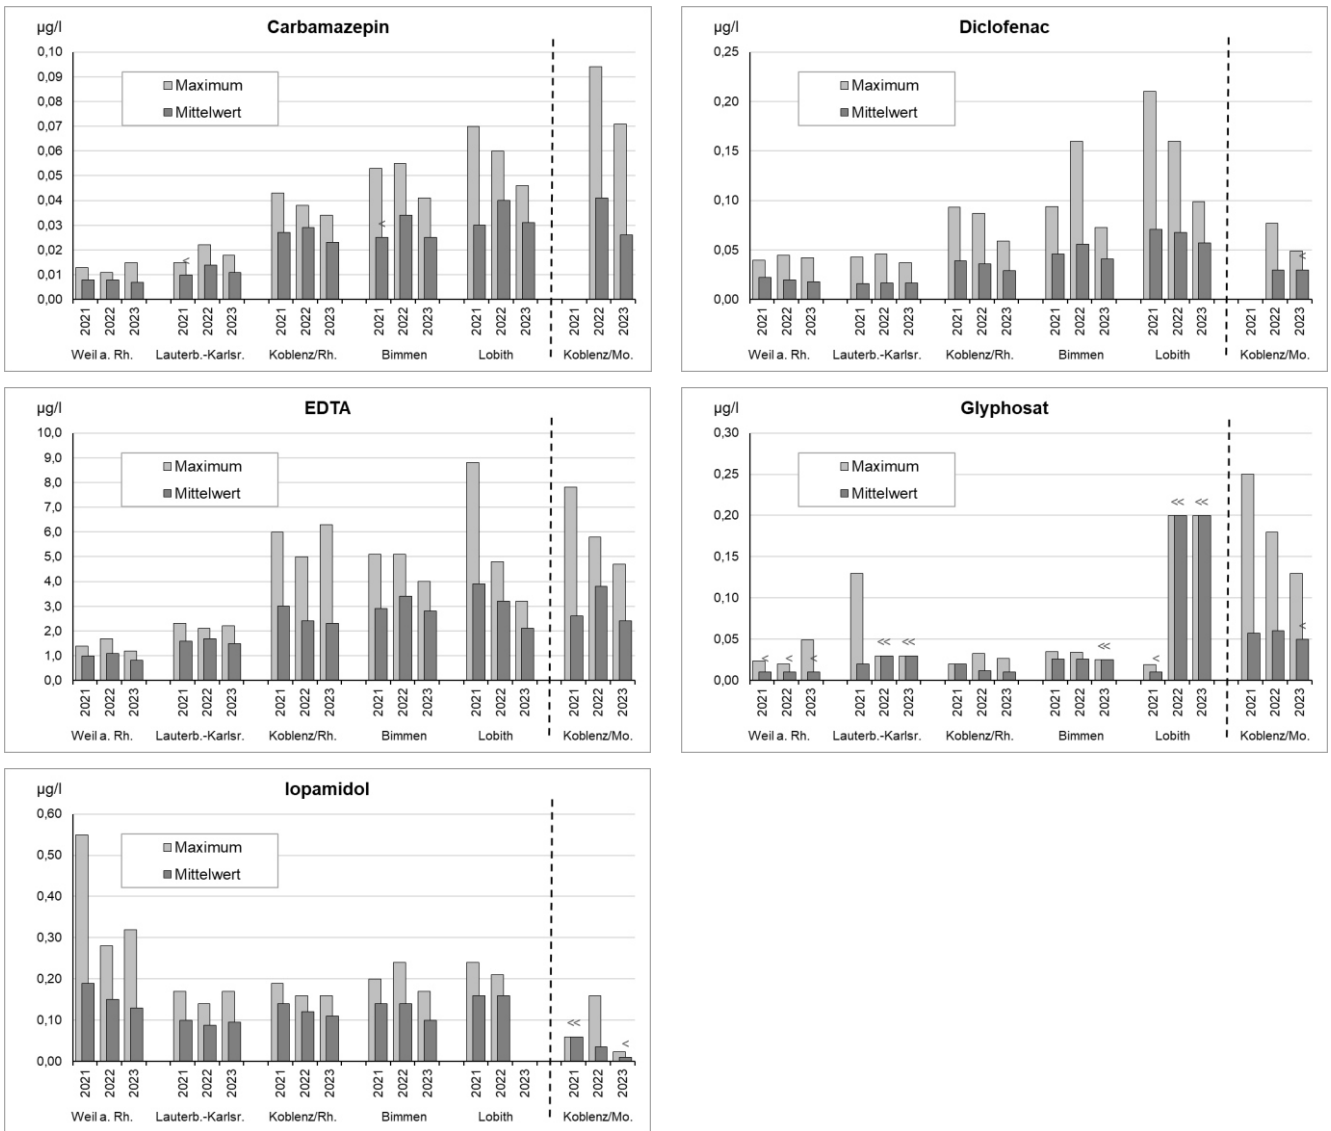 Carbamazepin
µg/l
0,10
0,09
0,08
0,07
0,06
0,05
0,04
0,03
0,02
0,01
0,00
Maximum
Mittelwert
<
<
2021 2022 2023 2021 2022 2023 2021 2022 2023 2021 2022 2023 2021 2022 2023 2021 2022 2023
Weil a. Rh. Lauterb.-Karlsr. Koblenz/Rh. Bimmen Lobith Koblenz/Mo.
Diclofenac
µg/l
0,25
0,20
0,15
0,10
0,05
0,00
Maximum
Mittelwert
<
2021 2022 2023 2021 2022 2023 2021 2022 2023 2021 2022 2023 2021 2022 2023 2021 2022 2023
Weil a. Rh. Lauterb.-Karlsr. Koblenz/Rh. Bimmen Lobith Koblenz/Mo.
EDTA
µg/l
10,0
9,0
8,0
7,0
6,0
5,0
4,0
3,0
2,0
1,0
0,0
Maximum
Mittelwert
2021 2022 2023 2021 2022 2023 2021 2022 2023 2021 2022 2023 2021 2022 2023 2021 2022 2023
Weil a. Rh. Lauterb.-Karlsr. Koblenz/Rh. Bimmen Lobith Koblenz/Mo.
Glyphosat
µg/l
0,30
0,25
0,20
0,15
0,10
0,05
0,00
Maximum
Mittelwert
< < < << << << < << << <
2021 2022 2023 2021 2022 2023 2021 2022 2023 2021 2022 2023 2021 2022 2023 2021 2022 2023
Weil a. Rh. Lauterb.-Karlsr. Koblenz/Rh. Bimmen Lobith Koblenz/Mo.
Iopamidol
µg/l
0,60
0,50
0,40
0,30
0,20
0,10
0,00
Maximum
Mittelwert
<< <
2021 2022 2023 2021 2022 2023 2021 2022 2023 2021 2022 2023 2021 2022 2023 2021 2022 2023
Weil a. Rh. Lauterb.-Karlsr. Koblenz/Rh. Bimmen Lobith Koblenz/Mo.